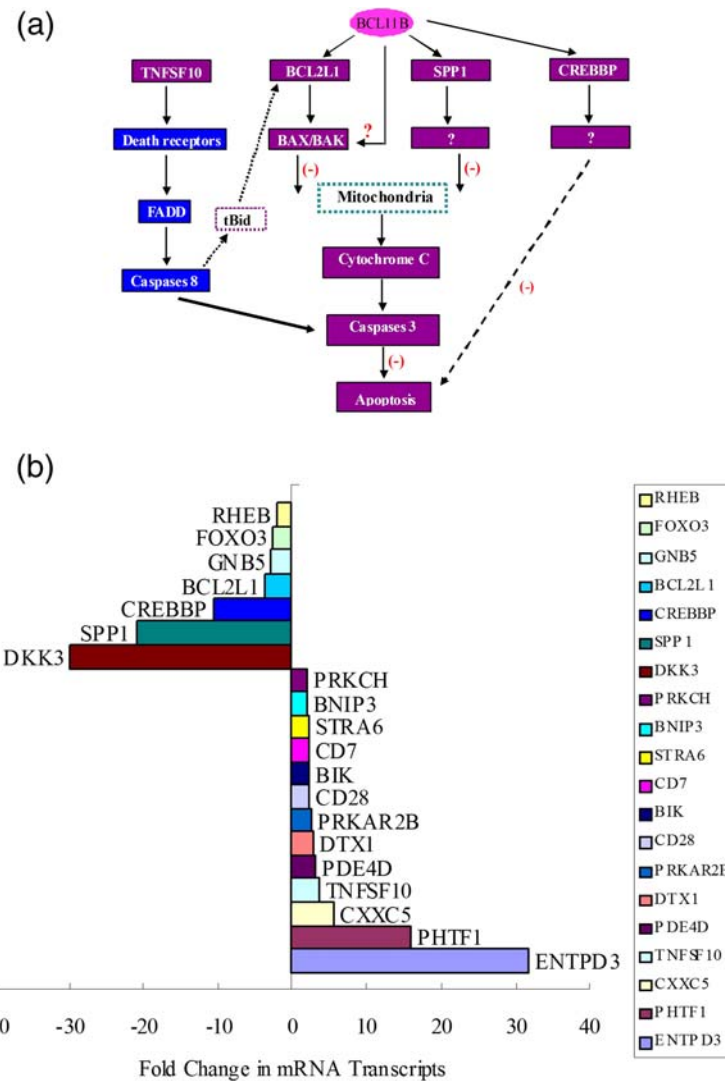 (a)
BCL11B
TNFSF10 BCL2L1 SPP1 CREBBP
?
Death receptors BAX/BAK ? ?
(-) (-)
FADD tBid Mitochondria
Cytochrome C
Caspases 8 (-)
Caspases 3
(-)
Apoptosis
(b)
RHEB
FOXO3
GNB5
BCL2L1
CREBBP
SPP1
DKK3
PRKCH
BNIP3
STRA6
CD7
BIK
CD28
PRKAR2B
DTX1
PDE4D
TNFSF10
CXXC5
PHTF1
ENTPD3
0 -30 -20 -10 0 10 20 30 40
Fold Change in mRNA Transcripts
RHEB
FOXO3
GNB5
BCL2L1
CREBBP
SPP1
DKK3
PRKCH
BNIP3
STRA6
CD7
BIK
CD28
PRKAR2B
DTX1
PDE4D
TNFSF10
CXXC5
PHTF1
ENTPD3